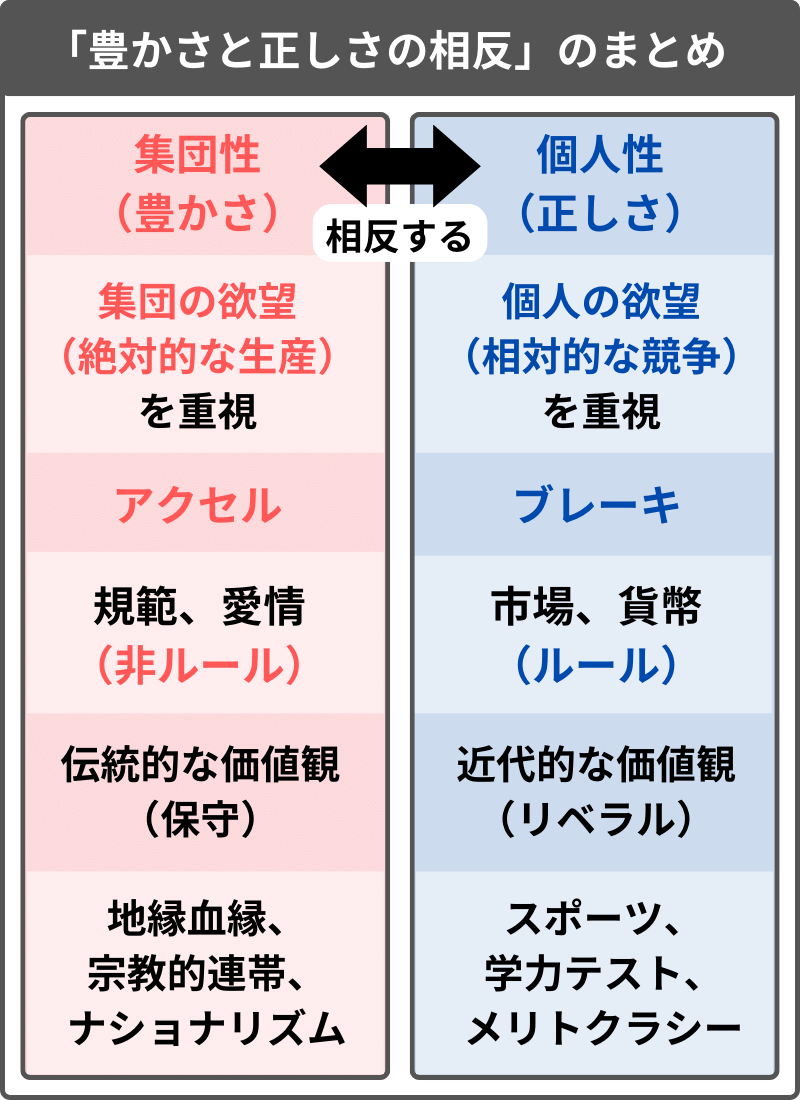 「豊かさと正しさの相反」のまとめ
集団性
（豊かさ）
個人性
（正しさ）
相反する
集団の欲望
（絶対的な生産）
を重視
個人の欲望
（相対的な競争）
を重視
アクセル
ブレーキ
規範、愛情
（非ルール）
市場、貨幣
（ルール）
伝統的な価値観
（保守）
近代的な価値観
（リベラル）
地縁血縁、
宗教的連帯、
ナショナリズム
スポーツ、
学力テスト、
メリトクラシー